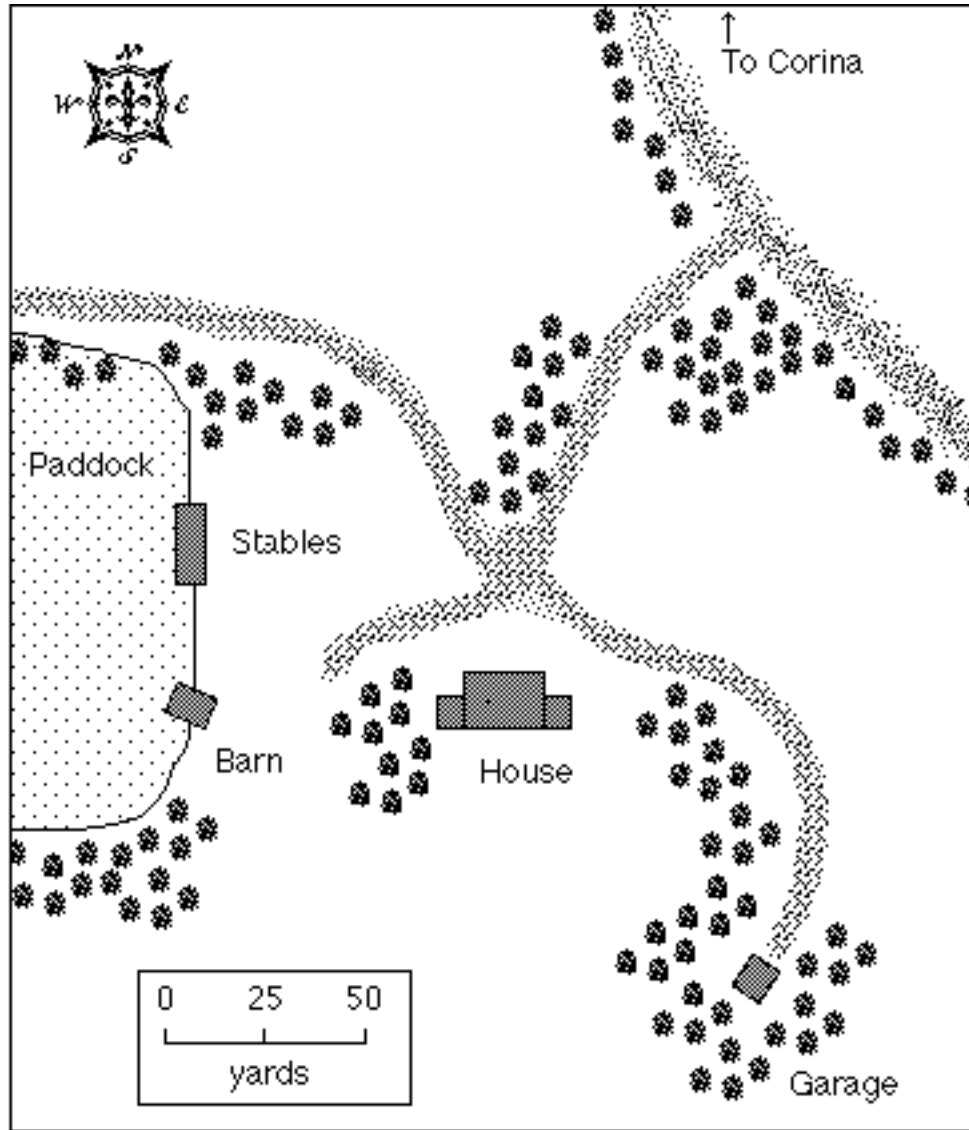 ↑
To Corina
N
W
E
S
Paddock
Stables
Barn
House
0 25 50
yards
Garage